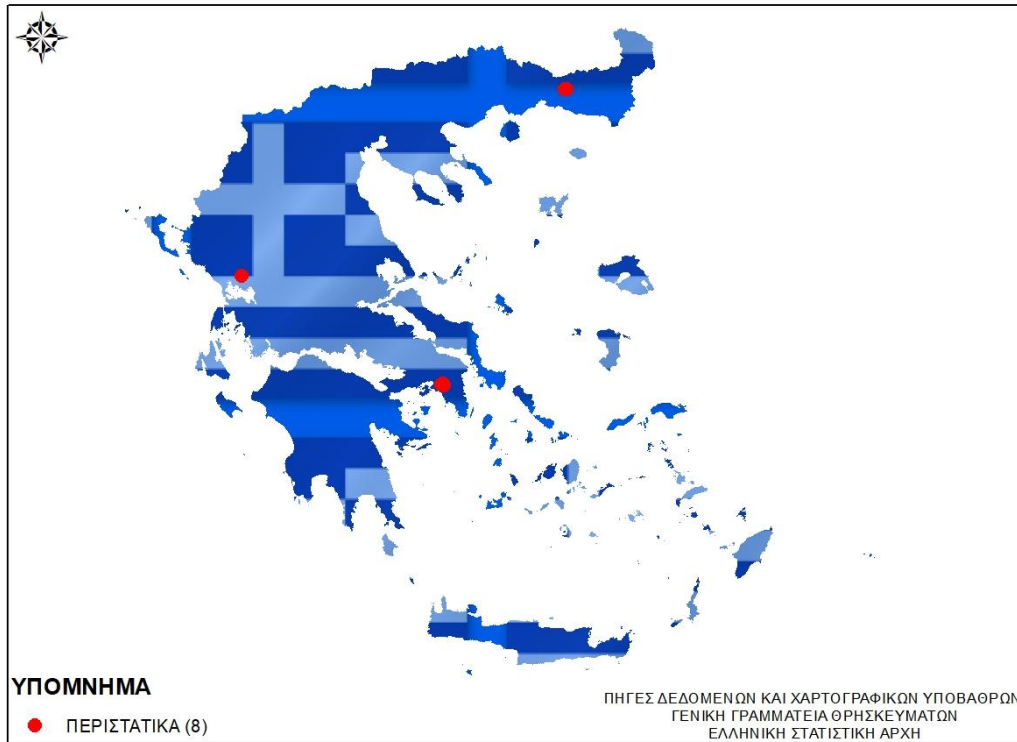 ΥΠΟΜΝΗΜΑ
ΠΕΡΙΣΤΑΤΙΚΑ (8)
ΠΗΓΕΣ ΔΕΔΟΜΕΝΩΝ ΚΑΙ ΧΑΡΤΟΓΡΑΦΙΚΩΝ ΥΠΟΒΑΘΡΩΝ
ΓΕΝΙΚΗ ΓΡΑΜΜΑΤΕΙΑ ΘΡΗΣΚΕΥΜΑΤΩΝ
ΕΛΛΗΝΙΚΗ ΣΤΑΤΙΣΤΙΚΗ ΑΡΧΗ